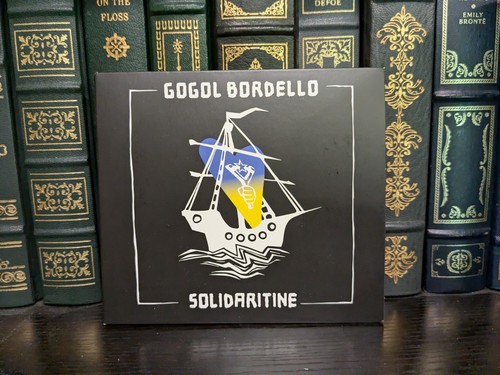 ON THE
FLOSS
DEFOE
EMILY
BRONTË
GOGOL BORDELLO
SOLIDARITINE